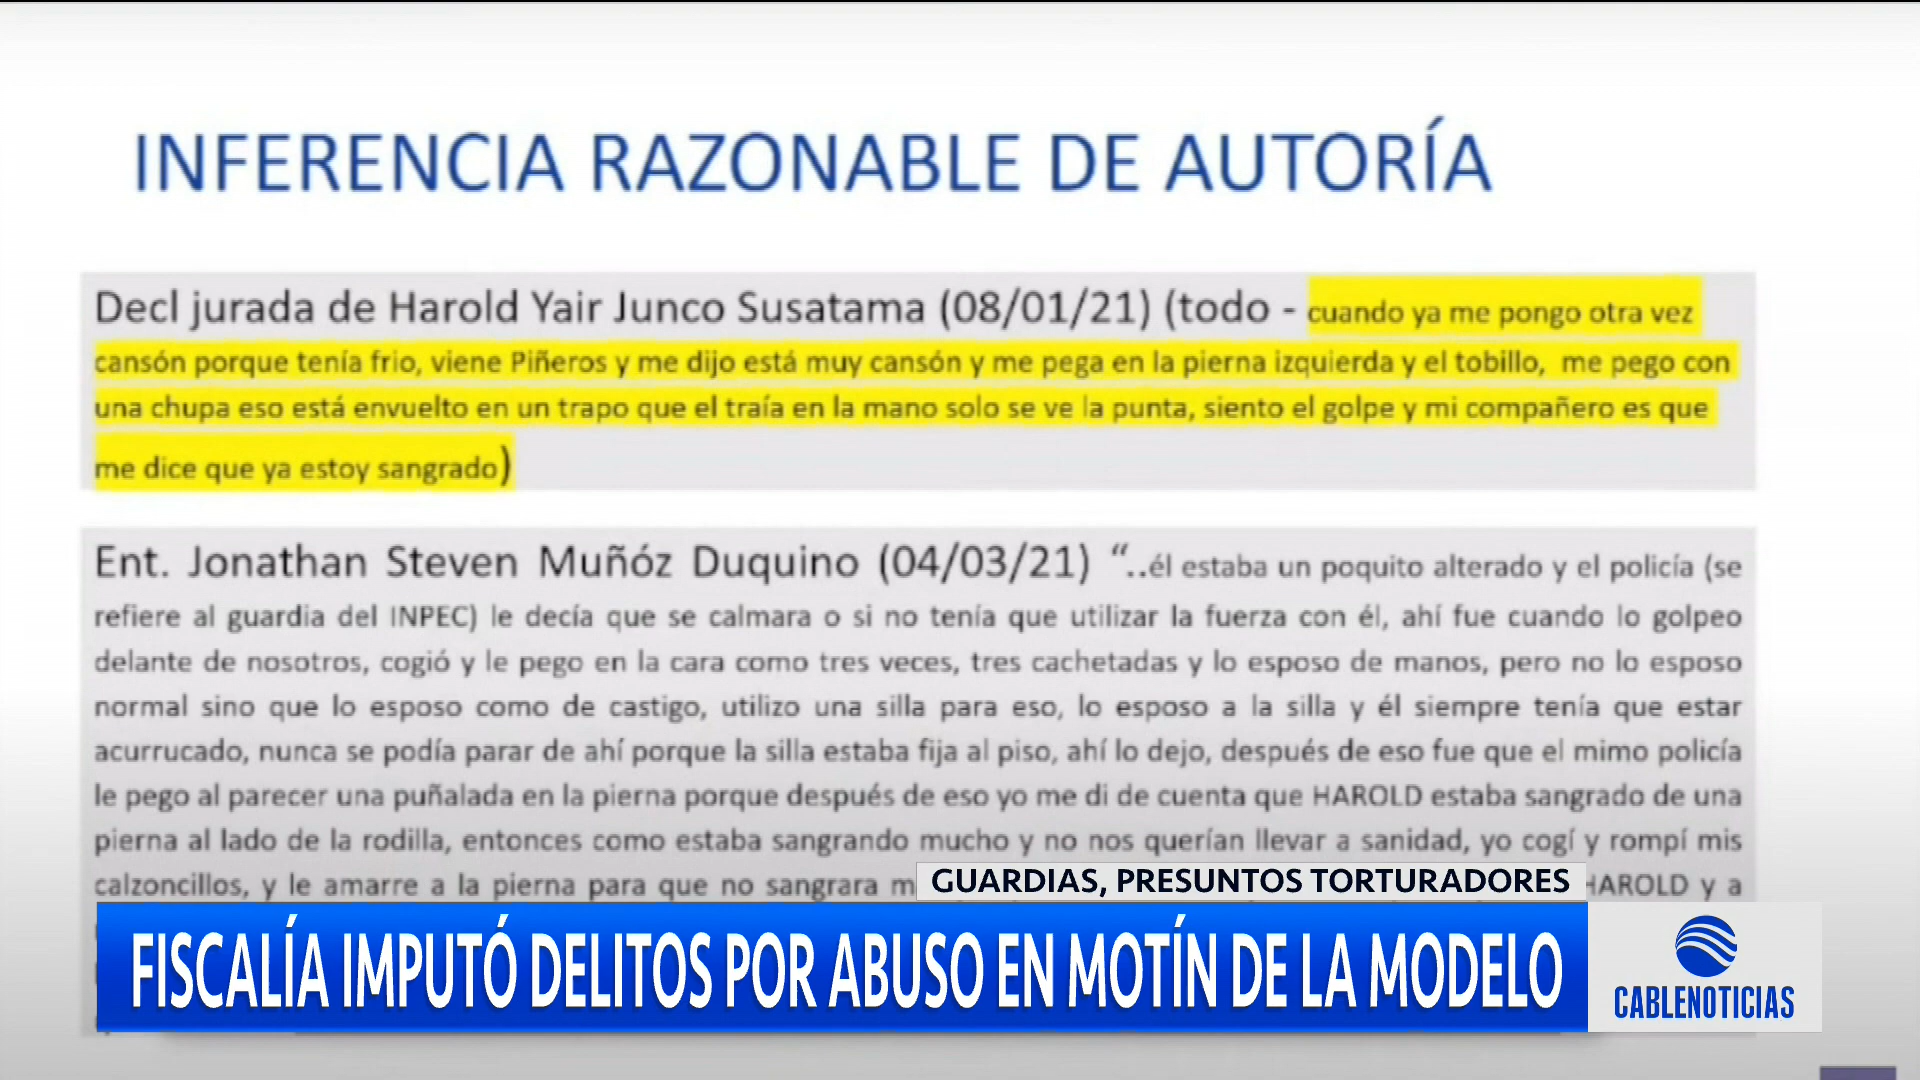 INFERENCIA RAZONABLE DE AUTORÍA
Decl jurada de Harold Yair Junco Susatama (08/01/21) (todo - cuando ya me pongo otra vez
cansón porque tenía frio, viene Piñeros y me dijo está muy cansón y me pega en la pierna izquierda y el tobillo, me pego con
una chupa eso está envuelto en un trapo que el traía en la mano solo se ve la punta, siento el golpe y mi compañero es que
me dice que ya estoy sangrado)
Ent. Jonathan Steven Muñóz Duquino (04/03/21) “..él estaba un poquito alterado y el policía (se
refiere al guardia del INPEC) le decía que se calmara o si no tenía que utilizar la fuerza con él, ahí fue cuando lo golpeo
delante de nosotros, cogió y le pego en la cara como tres veces, tres cachetadas y lo esposo de manos, pero no lo esposo
normal sino que lo esposo como de castigo, utilizo una silla para eso, lo esposo a la silla y él siempre tenía que estar
acurrucado, nunca se podía parar de ahí porque la silla estaba fija al piso, ahí lo dejo, después de eso fue que el mimo policía
le pego al parecer una puñalada en la pierna porque después de eso yo me di de cuenta que HAROLD estaba sangrado de una
pierna al lado de la rodilla, entonces como estaba sangrando mucho y no nos querían llevar a sanidad, yo cogí y rompí mis
calzoncillos, y le amarre a la pierna para que no sangrara HAROLD y a
GUARDIAS, PRESUNTOS TORTURADORES
FISCALÍA IMPUTÓ DELITOS POR ABUSO EN MOTÍN DE LA MODELO
CABLENOTICIAS